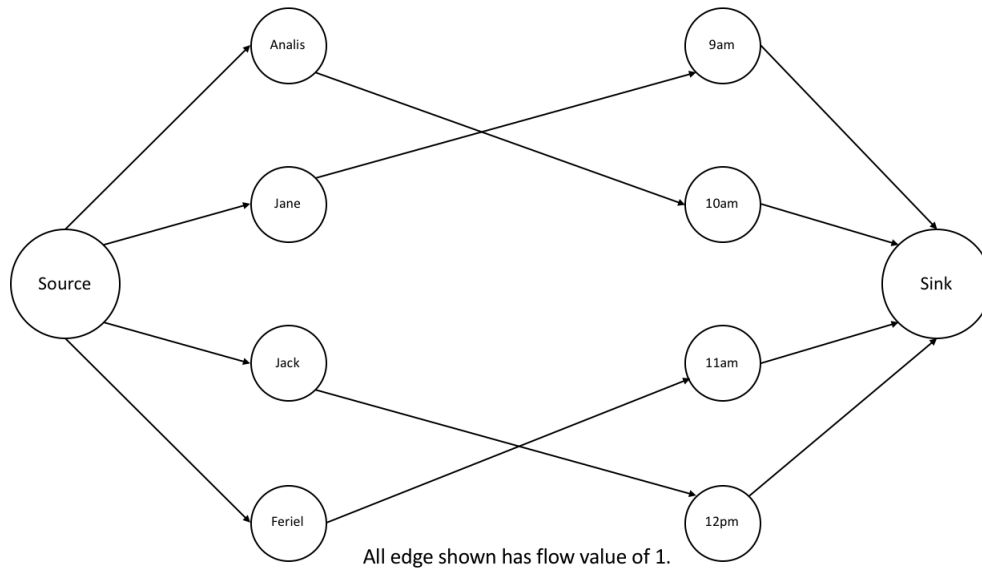 Analis
9am
Jane
10am
Source
Sink
Jack
11am
Feriel
12pm
All edge shown has flow value of 1.